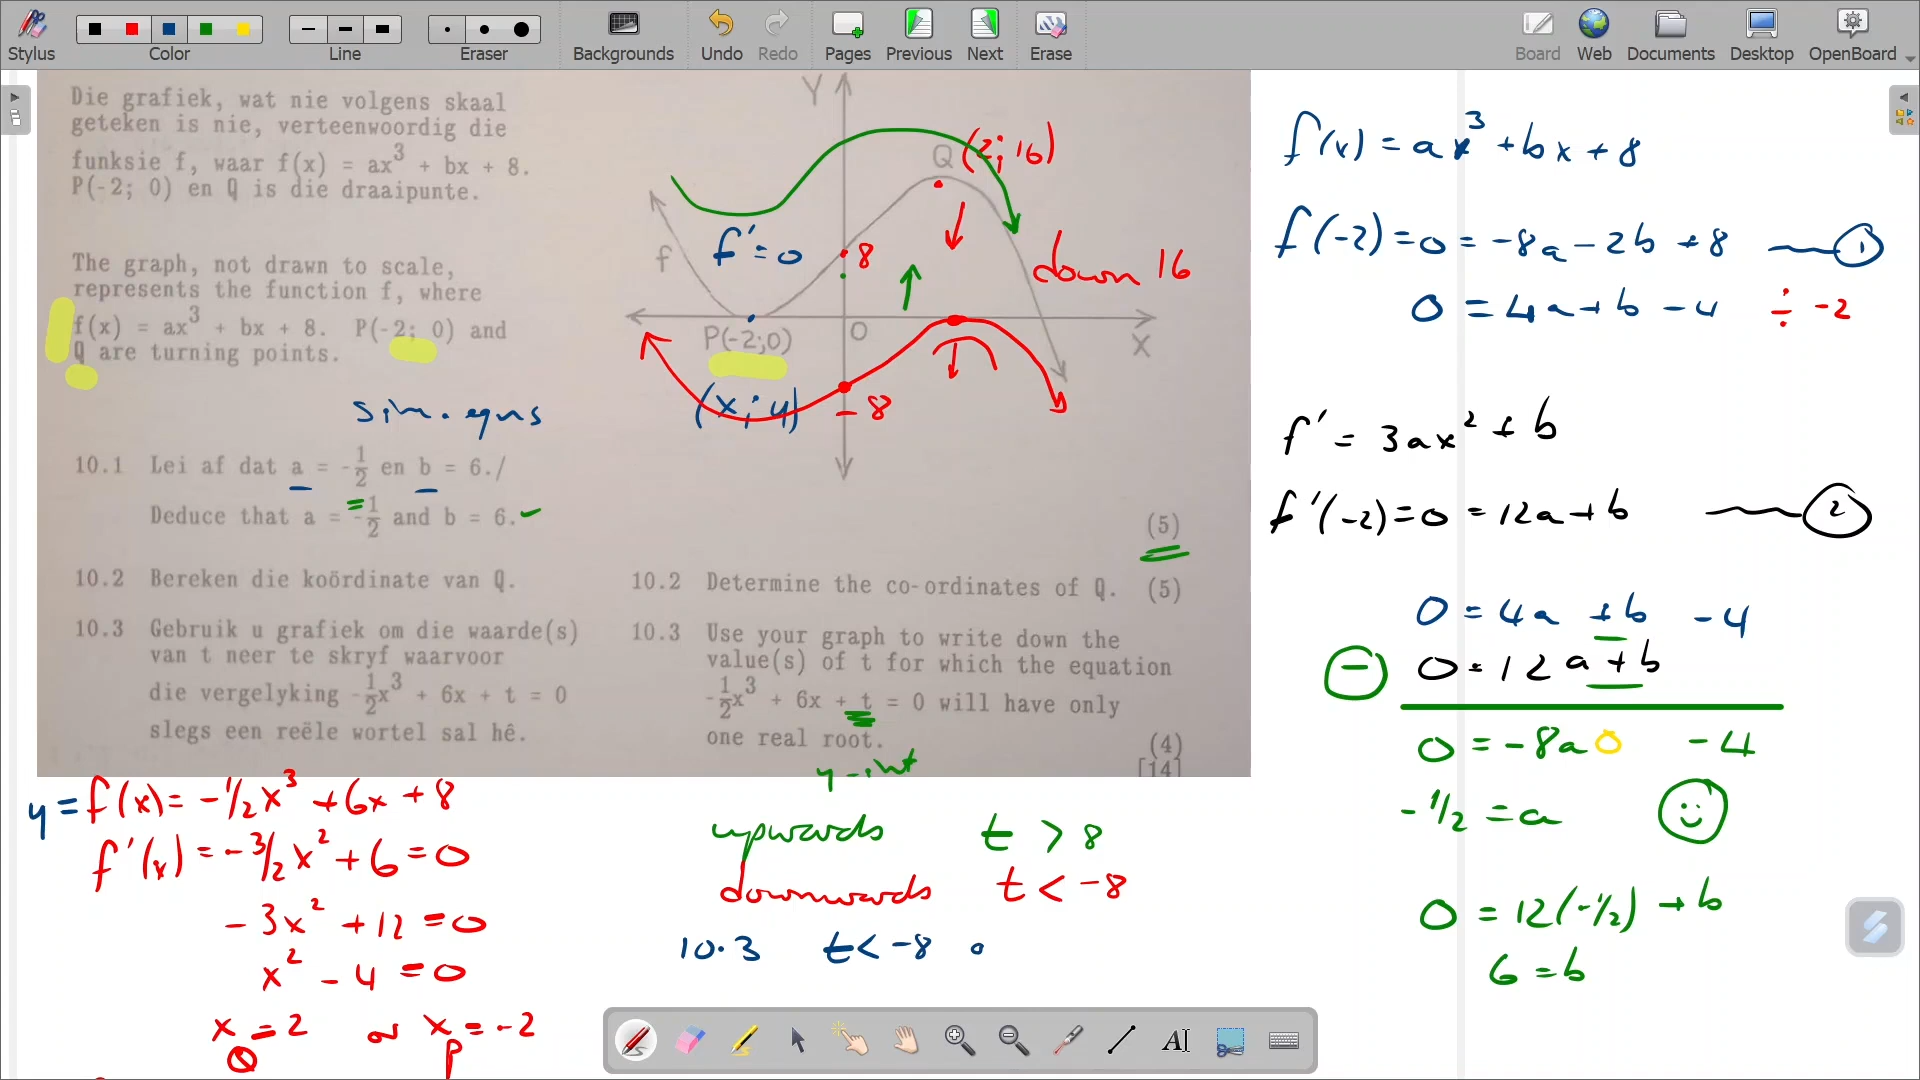 Stylus Color Line Eraser Backgrounds Undo Redo Pages Previous Next Erase Board Web Documents Desktop OpenBoard
Die grafiek, wat nie volgens skaal
geteken is nie, verteenwoordig die
funksie f, waar f(x) = ax³ + bx + 8.
P(-2; 0) en Q is die draaipunte.
The graph, not drawn to scale,
represents the function f, where
f(x) = ax³ + bx + 8. P(-2; 0) and
Q are turning points.
sim. eqns
Y
Q (2; 16)
f
f' = 0
8
down 16
P(-2;0)
O
X
(x; y)
-8
10.1 Lei af dat a = -1/2 en b = 6./
Deduce that a = -1/2 and b = 6.
(5)
10.2 Bereken die koördinate van Q.
10.2 Determine the co-ordinates of Q. (5)
10.3 Gebruik u grafiek om die waarde(s)
van t neer te skryf waarvoor
die vergelyking -1/2x³ + 6x + t = 0
slegs een reële wortel sal hê.
10.3 Use your graph to write down the
value(s) of t for which the equation
-1/2x³ + 6x + t = 0 will have only
one real root. (4)
[14]
y-int
y = f(x) = -1/2x³ + 6x + 8
f'(x) = -3/2x² + 6 = 0
-3x² + 12 = 0
x² - 4 = 0
x = 2 or x = -2
Q P
upwards t > 8
downwards t < -8
10.3 t < -8 o
f(x) = ax³ + bx + 8
f(-2) = 0 = -8a - 2b + 8 ①
0 = 4a + b - 4 ÷ -2
f' = 3ax² + b
f'(-2) = 0 = 12a + b ②
0 = 4a + b - 4
- 0 = 12a + b
0 = -8a 0 - 4
-1/2 = a
0 = 12(-1/2) + b
6 = b
AI